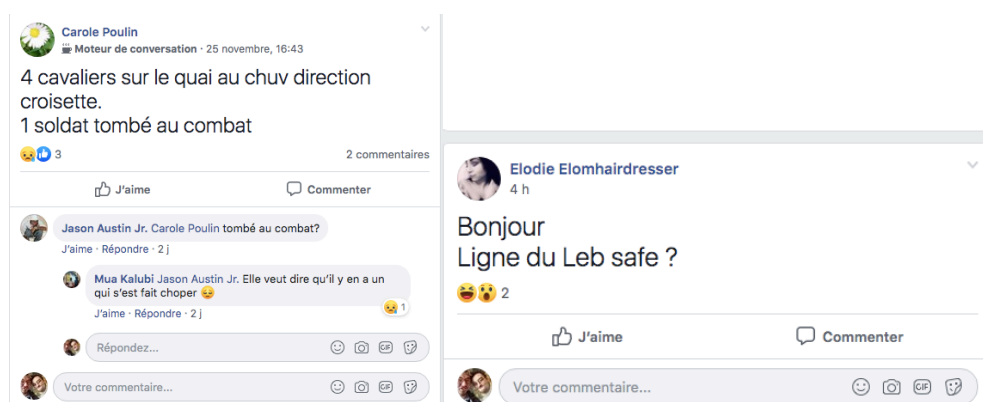 Carole Poulin
Moteur de conversation · 25 novembre, 16:43
4 cavaliers sur le quai au chuv direction
croisette.
1 soldat tombé au combat
3
2 commentaires
J'aime
Commenter
Jason Austin Jr. Carole Poulin tombé au combat?
J'aime · Répondre · 2 j
Mua Kalubi Jason Austin Jr. Elle veut dire qu'il y en a un
qui s'est fait choper 😔
1
J'aime · Répondre · 2 j
Répondez...
GIF
Votre commentaire...
GIF
Elodie Elomhairdresser
4 h
Bonjour
Ligne du Leb safe ?
2
J'aime
Commenter
Votre commentaire...
GIF